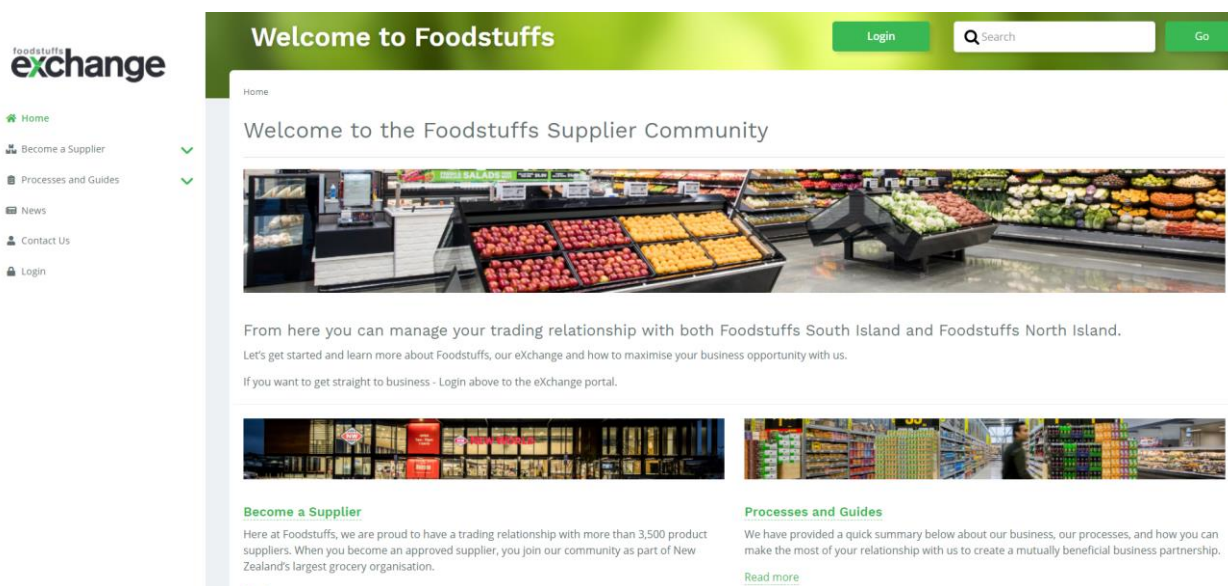 foodstuffs
exchange
Home
Become a Supplier
Processes and Guides
News
Contact Us
Login
Welcome to Foodstuffs
Login
Search
Go
Home
Welcome to the Foodstuffs Supplier Community
SALADS
From here you can manage your trading relationship with both Foodstuffs South Island and Foodstuffs North Island.
Let's get started and learn more about Foodstuffs, our eXchange and how to maximise your business opportunity with us.
If you want to get straight to business - Login above to the eXchange portal.
NEW WORLD
Become a Supplier
Here at Foodstuffs, we are proud to have a trading relationship with more than 3,500 product
suppliers. When you become an approved supplier, you join our community as part of New
Zealand's largest grocery organisation.
Processes and Guides
We have provided a quick summary below about our business, our processes, and how you can
make the most of your relationship with us to create a mutually beneficial business partnership.
Read more